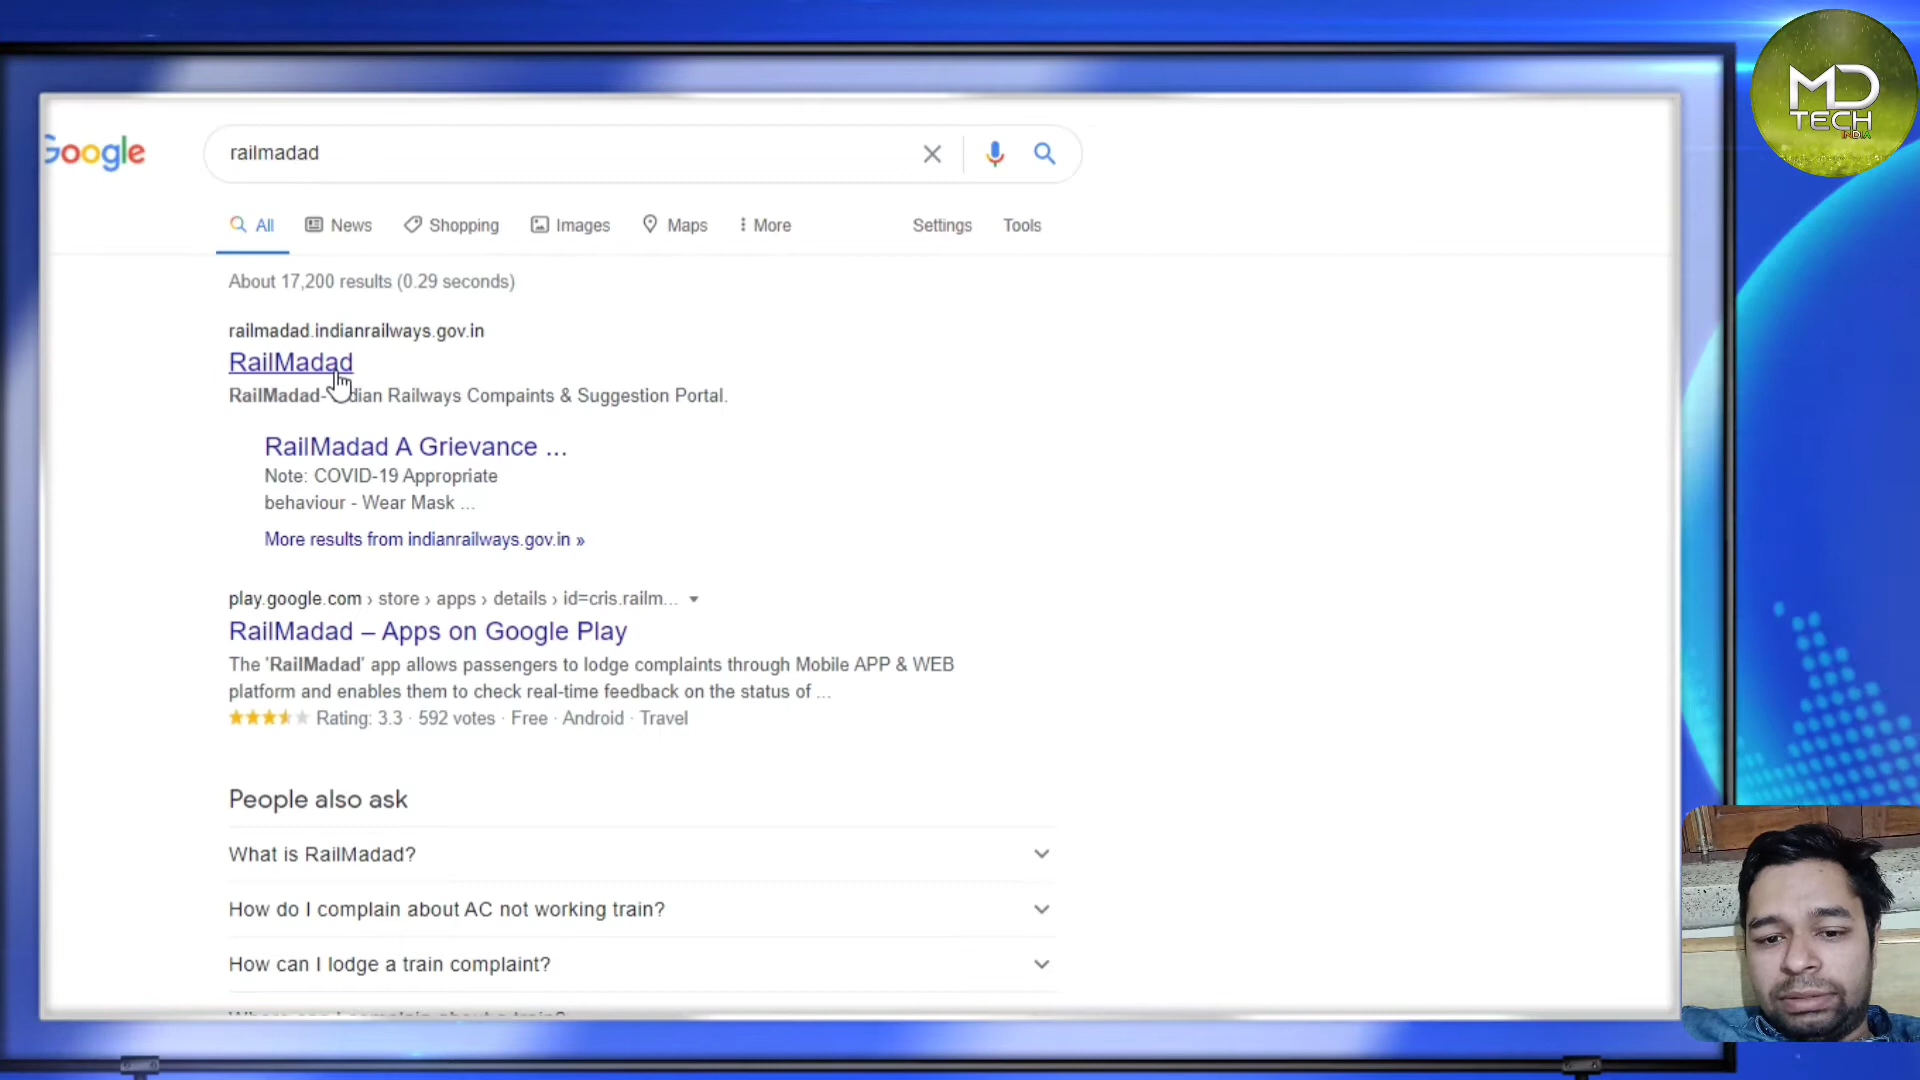 MD
TECH
INDIA
Google
railmadad
All
News
Shopping
Images
Maps
More
Settings
Tools
About 17,200 results (0.29 seconds)
railmadad.indianrailways.gov.in
RailMadad
RailMadad- Indian Railways Compaints & Suggestion Portal.
RailMadad A Grievance ...
Note: COVID-19 Appropriate
behaviour - Wear Mask ...
More results from indianrailways.gov.in »
play.google.com › store › apps › details › id=cris.railm...
RailMadad – Apps on Google Play
The 'RailMadad' app allows passengers to lodge complaints through Mobile APP & WEB
platform and enables them to check real-time feedback on the status of ...
Rating: 3.3 · 592 votes · Free · Android · Travel
People also ask
What is RailMadad?
How do I complain about AC not working train?
How can I lodge a train complaint?